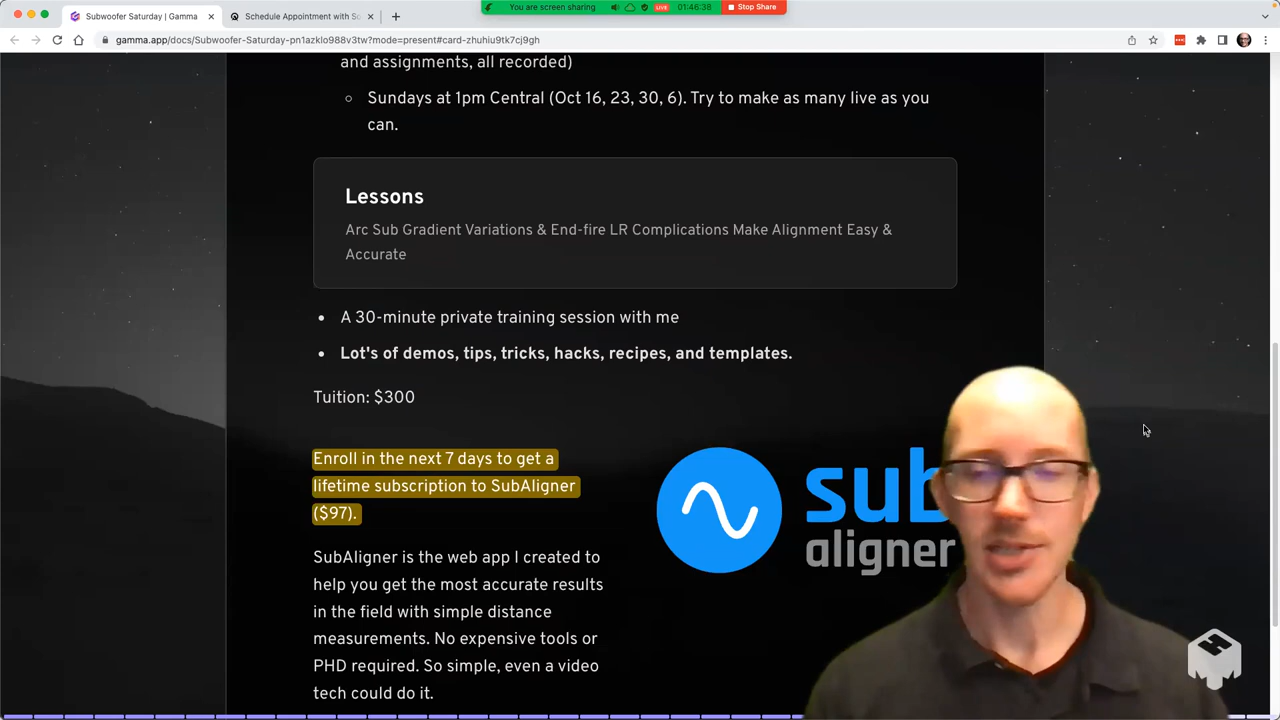 Subwoofer Saturday | Gamma
Schedule Appointment with So
You are screen sharing
LIVE
01:46:38
Stop Share
gamma.app/docs/Subwoofer-Saturday-pn1azklo988v3tw?mode=present#card-zhuhiu9tk7cj9gh
and assignments, all recorded)
Sundays at 1pm Central (Oct 16, 23, 30, 6). Try to make as many live as you
can.
Lessons
Arc Sub Gradient Variations & End-fire LR Complications Make Alignment Easy &
Accurate
A 30-minute private training session with me
Lot's of demos, tips, tricks, hacks, recipes, and templates.
Tuition: $300
Enroll in the next 7 days to get a
lifetime subscription to SubAligner
($97).
sub
aligner
SubAligner is the web app I created to
help you get the most accurate results
in the field with simple distance
measurements. No expensive tools or
PHD required. So simple, even a video
tech could do it.